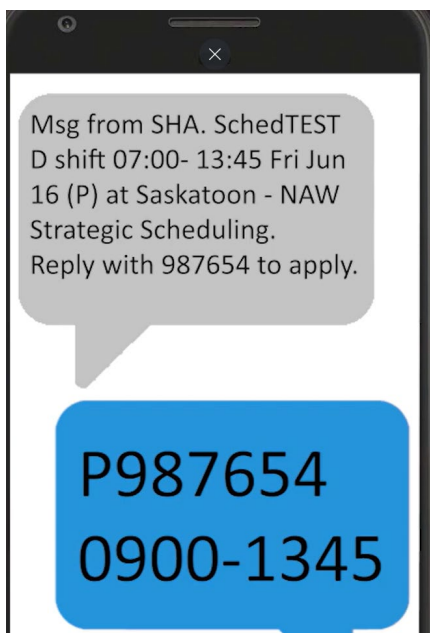 Msg from SHA. SchedTEST
D shift 07:00- 13:45 Fri Jun
16 (P) at Saskatoon - NAW
Strategic Scheduling.
Reply with 987654 to apply.
P987654
0900-1345